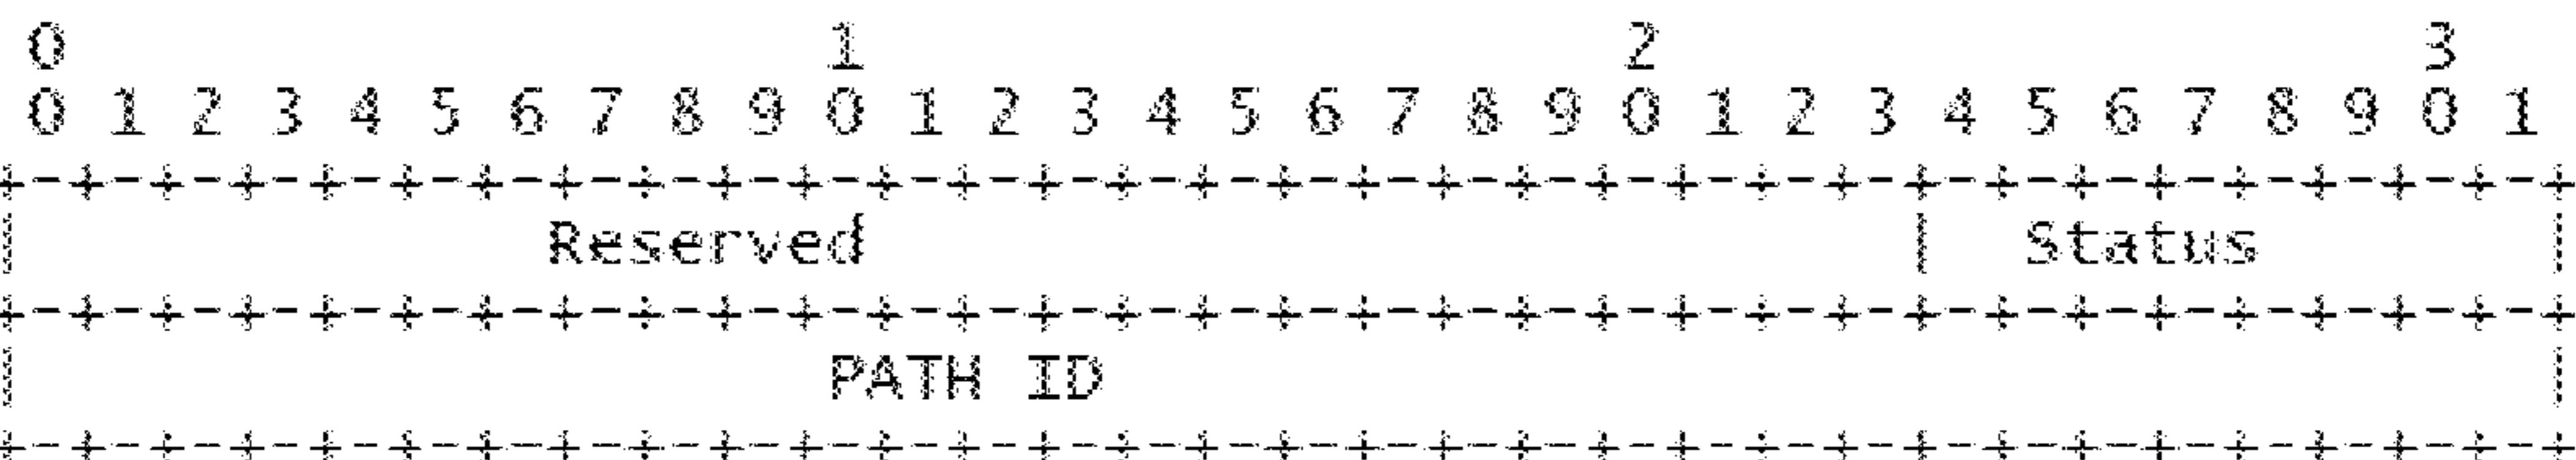 0                   1                   2                   3
0 1 2 3 4 5 6 7 8 9 0 1 2 3 4 5 6 7 8 9 0 1 2 3 4 5 6 7 8 9 0 1
+-+-+-+-+-+-+-+-+-+-+-+-+-+-+-+-+-+-+-+-+-+-+-+-+-+-+-+-+-+-+-+-+
|             Reserved                          |  Status       |
+-+-+-+-+-+-+-+-+-+-+-+-+-+-+-+-+-+-+-+-+-+-+-+-+-+-+-+-+-+-+-+-+
|                    PATH ID                                    |
+-+-+-+-+-+-+-+-+-+-+-+-+-+-+-+-+-+-+-+-+-+-+-+-+-+-+-+-+-+-+-+-+